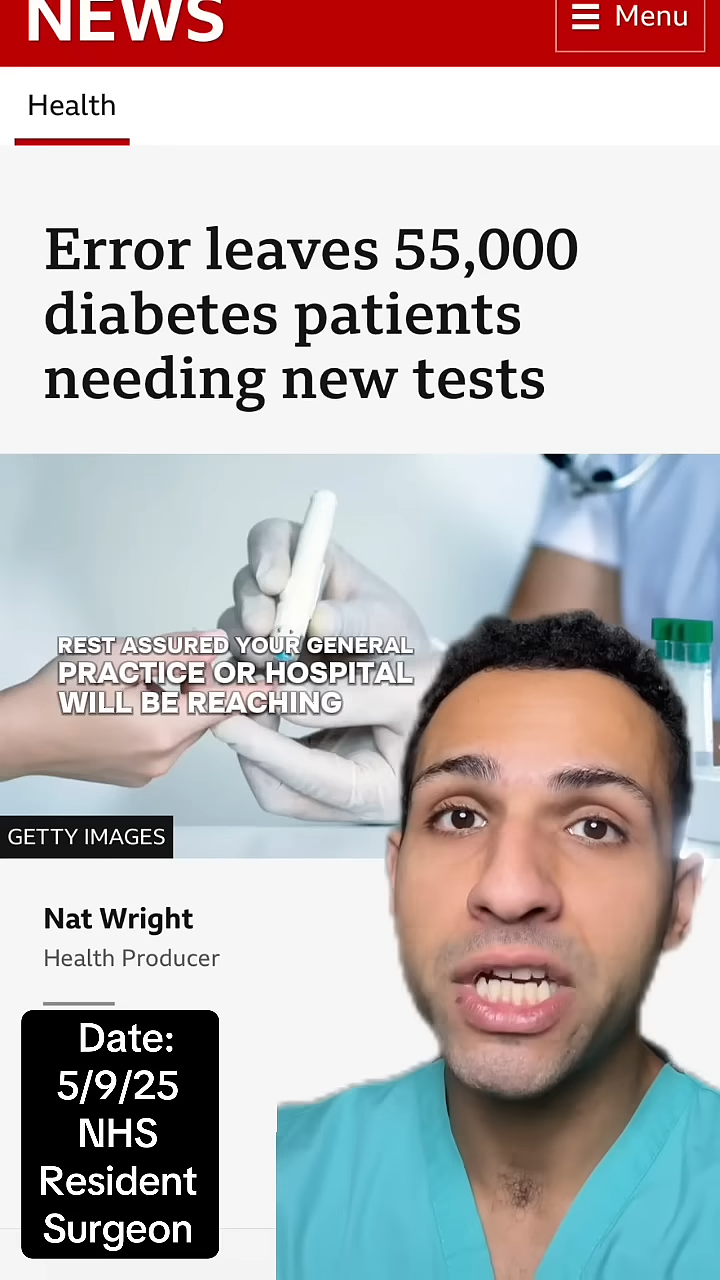 NEWS
Menu
Health
Error leaves 55,000
diabetes patients
needing new tests
REST ASSURED YOUR GENERAL
PRACTICE OR HOSPITAL
WILL BE REACHING
GETTY IMAGES
Nat Wright
Health Producer
Date:
5/9/25
NHS
Resident
Surgeon